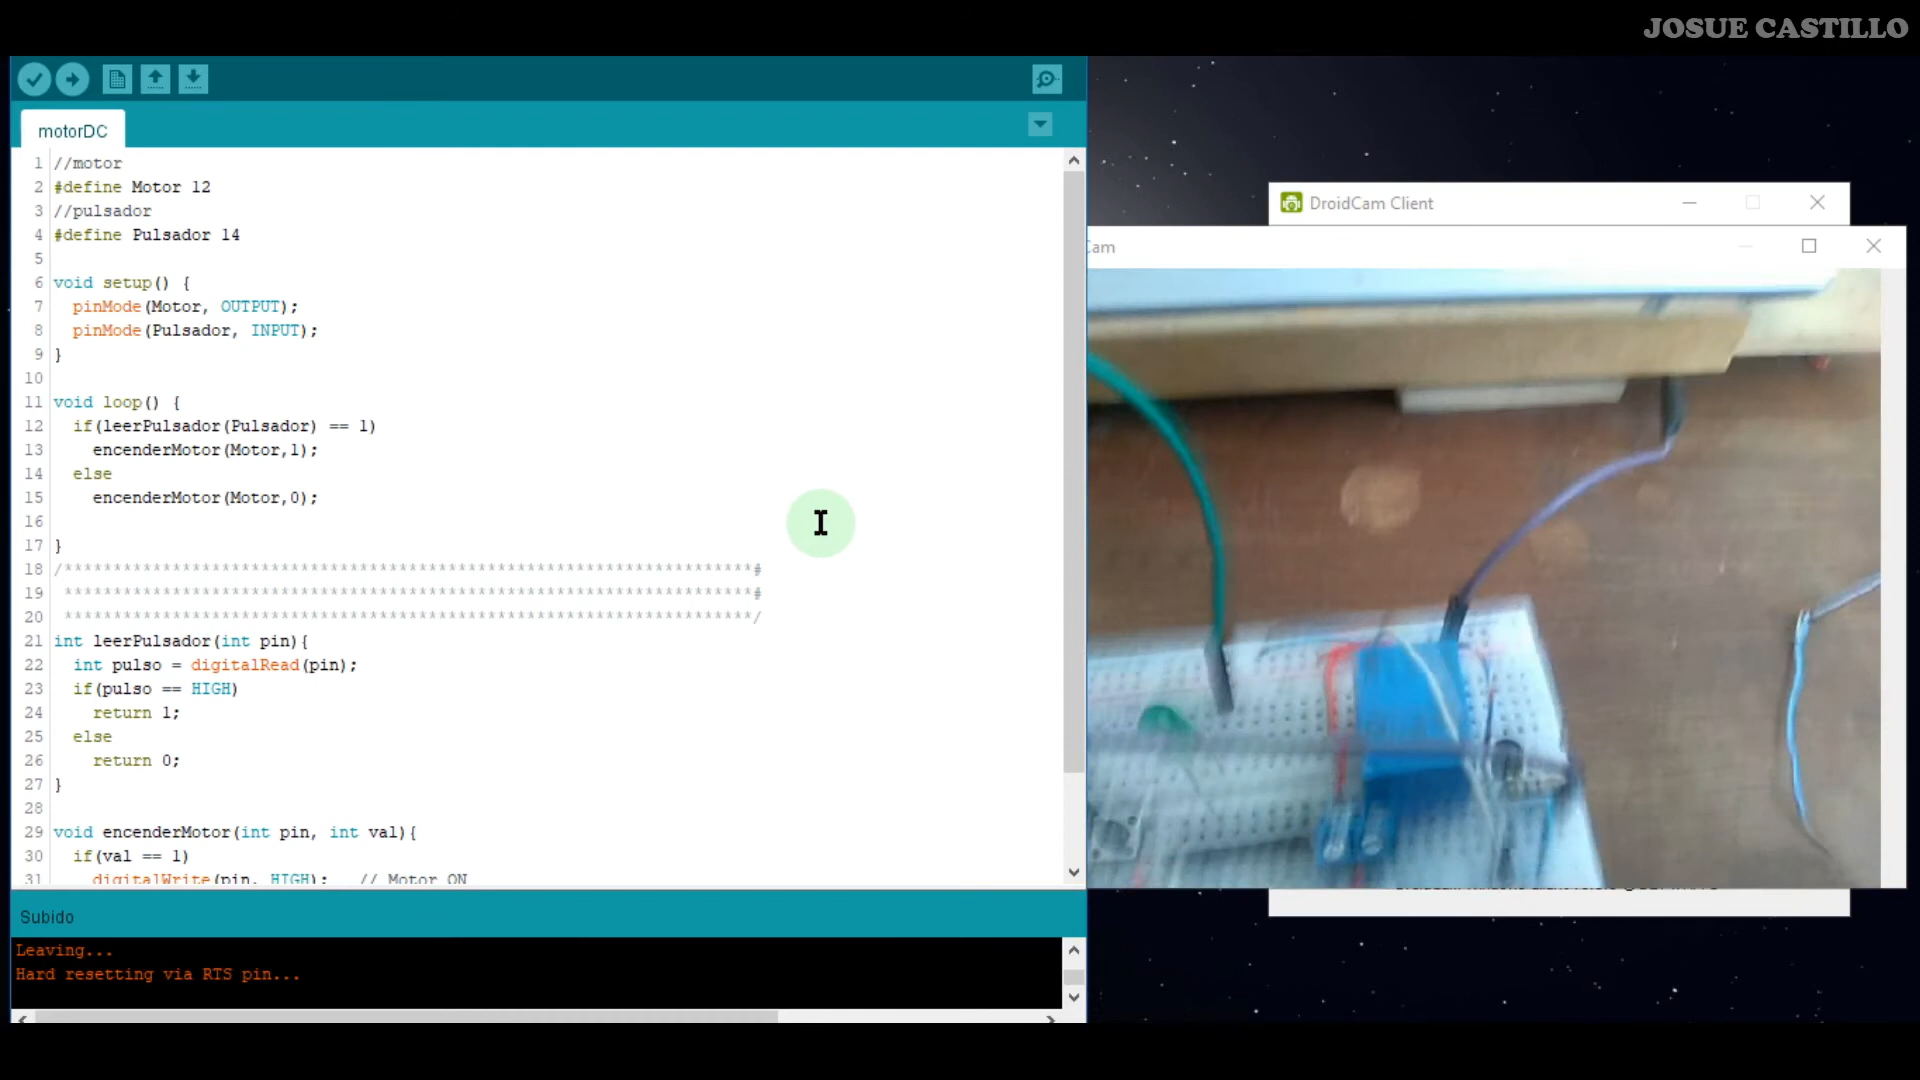 JOSUE CASTILLO
motorDC
1 //motor
2 #define Motor 12
3 //pulsador
4 #define Pulsador 14
5
6 void setup() {
7 pinMode(Motor, OUTPUT);
8 pinMode(Pulsador, INPUT);
9 }
10
11 void loop() {
12 if(leerPulsador(Pulsador) == 1)
13 encenderMotor(Motor,1);
14 else
15 encenderMotor(Motor,0);
16
17 }
18 /**********************************************************************#
19 **********************************************************************#
20 **********************************************************************/
21 int leerPulsador(int pin){
22 int pulso = digitalRead(pin);
23 if(pulso == HIGH)
24 return 1;
25 else
26 return 0;
27 }
28
29 void encenderMotor(int pin, int val){
30 if(val == 1)
31 digitalWrite(pin, HIGH); // Motor ON
Subido
Leaving...
Hard resetting via RTS pin...
DroidCam Client
Cam